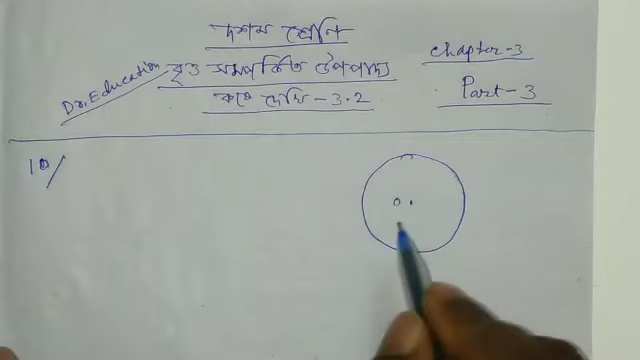 দশম শ্রেণি
Dr. Education
বৃত্ত সম্পর্কিত উপপাদ্য
Chapter-3
কষে দেখি - 3.2
Part-3
10/
O